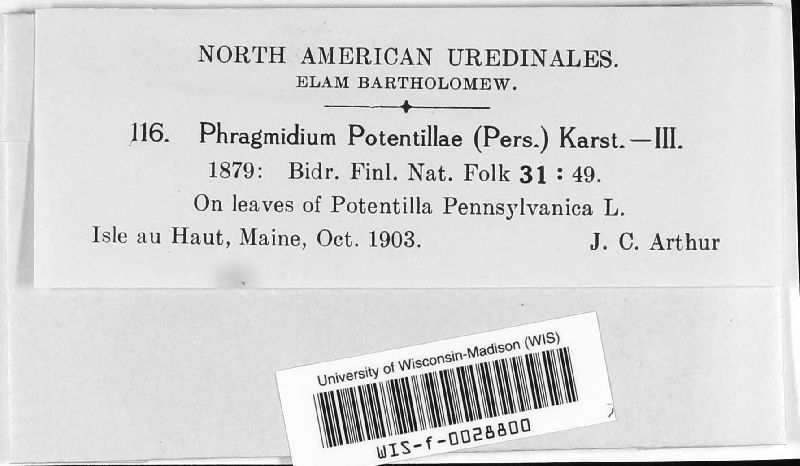 NORTH AMERICAN UREDINALES.
ELAM BARTHOLOMEW.
116. Phragmidium Potentillae (Pers.) Karst.—III.
1879: Bidr. Finl. Nat. Folk 31 : 49.
On leaves of Potentilla Pennsylvanica L.
Isle au Haut, Maine, Oct. 1903. J. C. Arthur
University of Wisconsin-Madison (WIS)
WIS-f-0028800